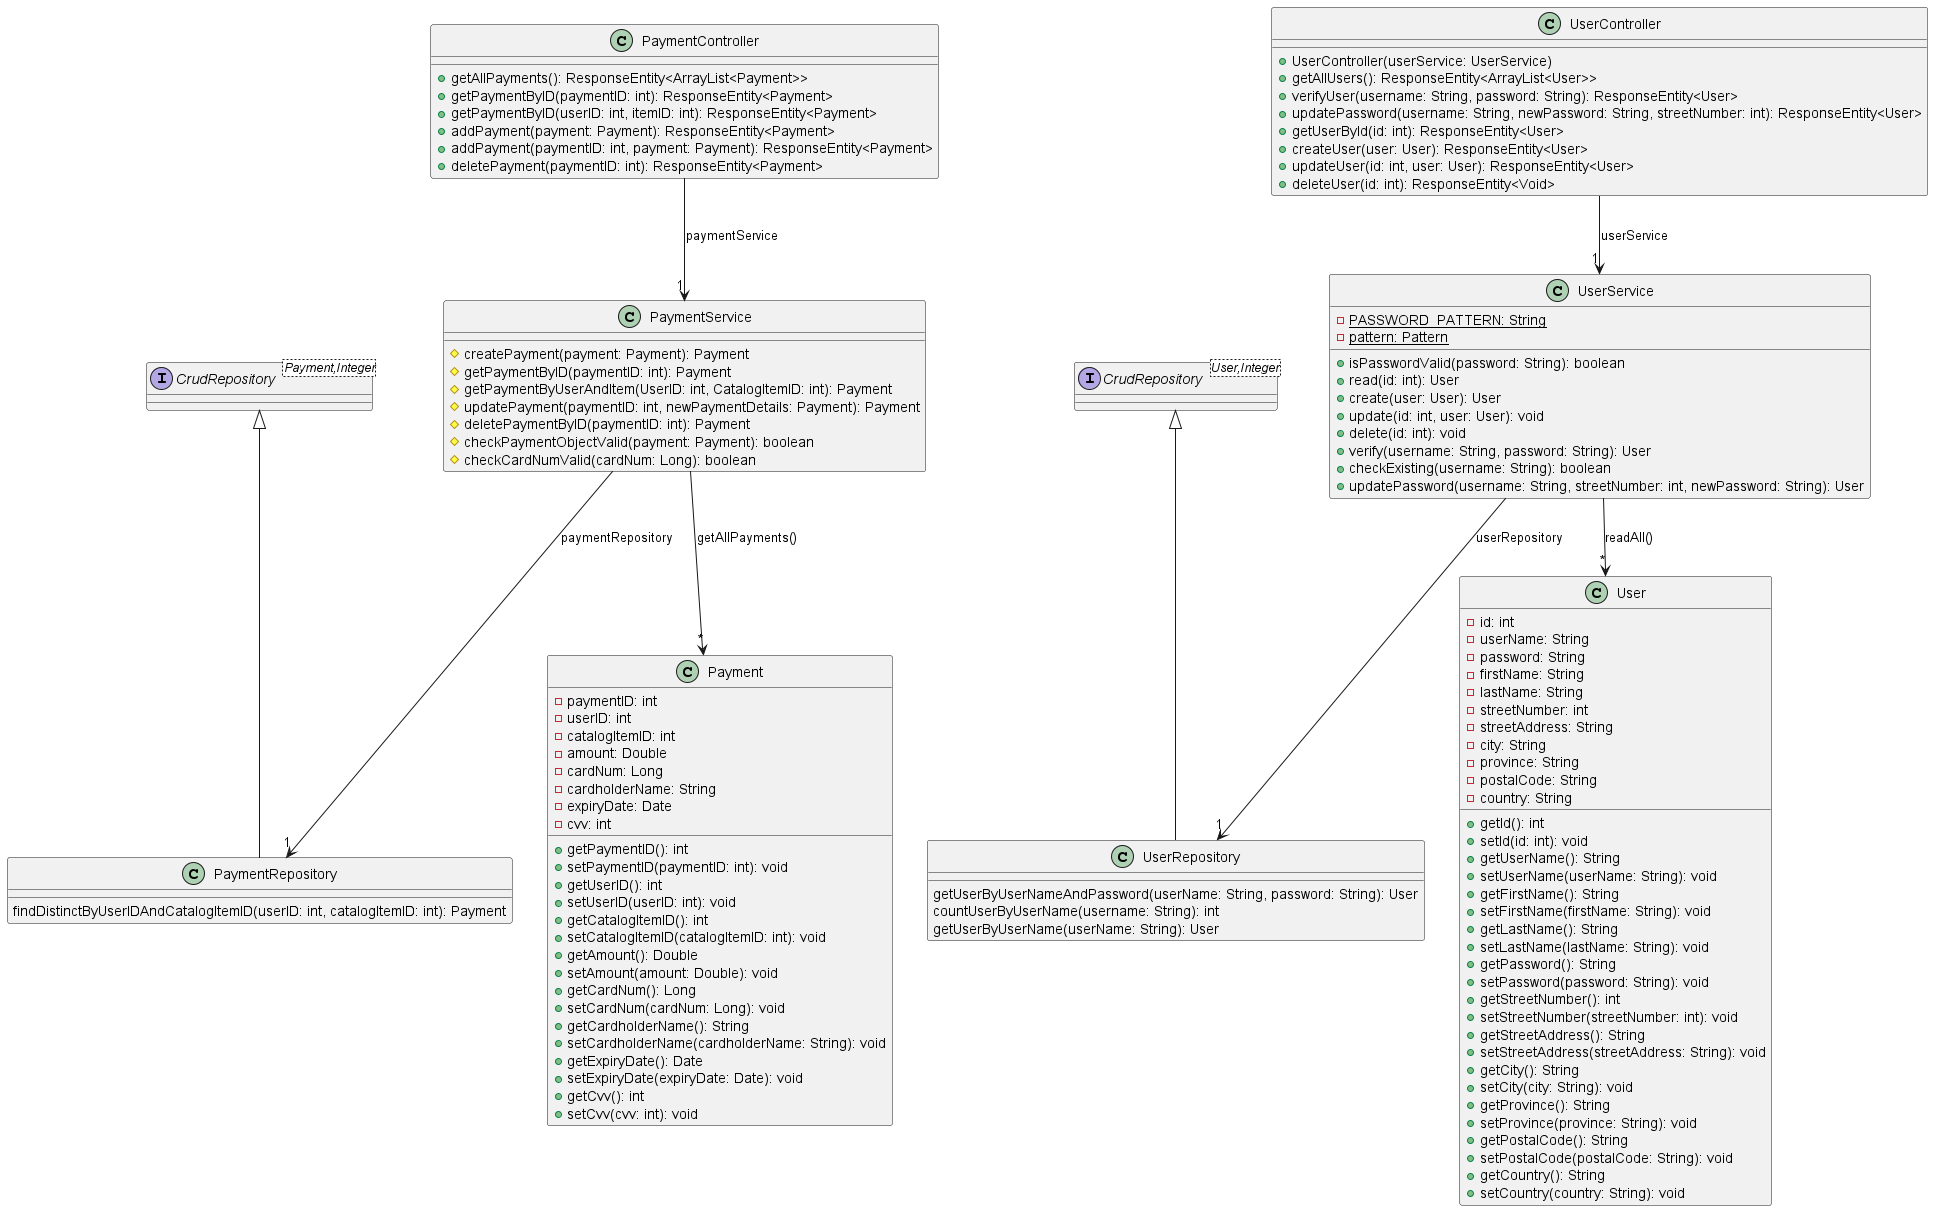 PaymentController
getAllPayments(): ResponseEntity<ArrayList<Payment>>
getPaymentByID(paymentID: int): ResponseEntity<Payment>
getPaymentByID(userID: int, itemID: int): ResponseEntity<Payment>
addPayment(payment: Payment): ResponseEntity<Payment>
addPayment(paymentID: int, payment: Payment): ResponseEntity<Payment>
deletePayment(paymentID: int): ResponseEntity<Payment>
UserController
UserController(userService: UserService)
getAllUsers(): ResponseEntity<ArrayList<User>>
verifyUser(username: String, password: String): ResponseEntity<User>
updatePassword(username: String, newPassword: String, streetNumber: int): ResponseEntity<User>
getUserById(id: int): ResponseEntity<User>
createUser(user: User): ResponseEntity<User>
updateUser(id: int, user: User): ResponseEntity<User>
deleteUser(id: int): ResponseEntity<Void>
paymentService
1
userService
1
PaymentService
createPayment(payment: Payment): Payment
getPaymentByID(paymentID: int): Payment
getPaymentByUserAndItem(UserID: int, CatalogItemID: int): Payment
updatePayment(paymentID: int, newPaymentDetails: Payment): Payment
deletePaymentByID(paymentID: int): Payment
checkPaymentObjectValid(payment: Payment): boolean
checkCardNumValid(cardNum: Long): boolean
CrudRepository
Payment,Integer
CrudRepository
User,Integer
UserService
PASSWORD_PATTERN: String
pattern: Pattern
isPasswordValid(password: String): boolean
read(id: int): User
create(user: User): User
update(id: int, user: User): void
delete(id: int): void
verify(username: String, password: String): User
checkExisting(username: String): boolean
updatePassword(username: String, streetNumber: int, newPassword: String): User
paymentRepository
1
getAllPayments()
*
userRepository
1
readAll()
*
PaymentRepository
findDistinctByUserIDAndCatalogItemID(userID: int, catalogItemID: int): Payment
Payment
paymentID: int
userID: int
catalogItemID: int
amount: Double
cardNum: Long
cardholderName: String
expiryDate: Date
cvv: int
getPaymentID(): int
setPaymentID(paymentID: int): void
getUserID(): int
setUserID(userID: int): void
getCatalogItemID(): int
setCatalogItemID(catalogItemID: int): void
getAmount(): Double
setAmount(amount: Double): void
getCardNum(): Long
setCardNum(cardNum: Long): void
getCardholderName(): String
setCardholderName(cardholderName: String): void
getExpiryDate(): Date
setExpiryDate(expiryDate: Date): void
getCvv(): int
setCvv(cvv: int): void
UserRepository
getUserByUserNameAndPassword(userName: String, password: String): User
countUserByUserName(username: String): int
getUserByUserName(userName: String): User
User
id: int
userName: String
password: String
firstName: String
lastName: String
streetNumber: int
streetAddress: String
city: String
province: String
postalCode: String
country: String
getId(): int
setId(id: int): void
getUserName(): String
setUserName(userName: String): void
getFirstName(): String
setFirstName(firstName: String): void
getLastName(): String
setLastName(lastName: String): void
getPassword(): String
setPassword(password: String): void
getStreetNumber(): int
setStreetNumber(streetNumber: int): void
getStreetAddress(): String
setStreetAddress(streetAddress: String): void
getCity(): String
setCity(city: String): void
getProvince(): String
setProvince(province: String): void
getPostalCode(): String
setPostalCode(postalCode: String): void
getCountry(): String
setCountry(country: String): void